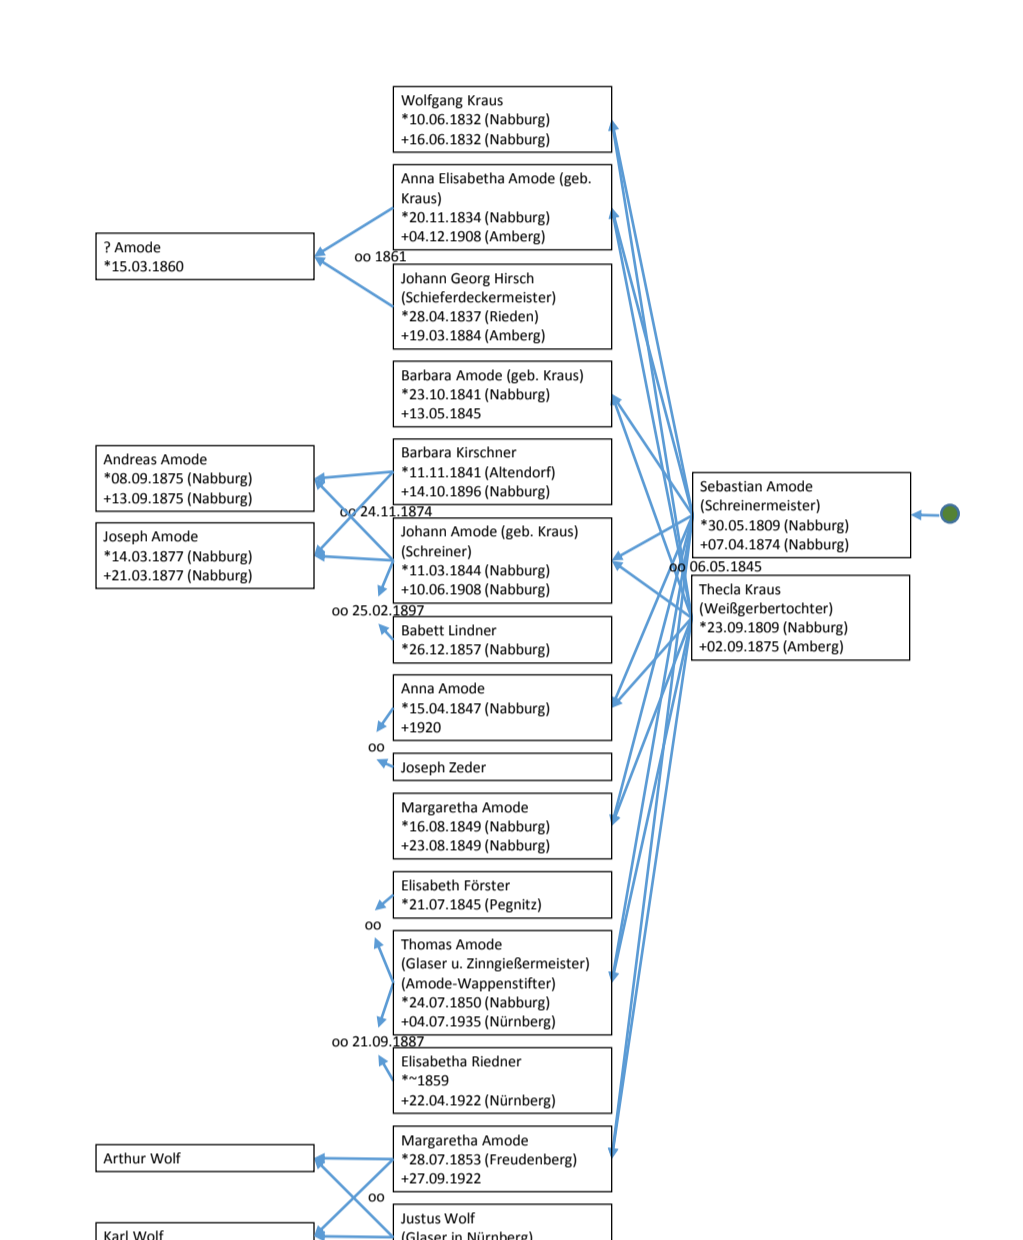 Wolfgang Kraus
*10.06.1832 (Nabburg)
+16.06.1832 (Nabburg)
Anna Elisabetha Amode (geb.
Kraus)
*20.11.1834 (Nabburg)
+04.12.1908 (Amberg)
? Amode
*15.03.1860
oo 1861
Johann Georg Hirsch
(Schieferdeckermeister)
*28.04.1837 (Rieden)
+19.03.1884 (Amberg)
Barbara Amode (geb. Kraus)
*23.10.1841 (Nabburg)
+13.05.1845
Andreas Amode
*08.09.1875 (Nabburg)
+13.09.1875 (Nabburg)
Barbara Kirschner
*11.11.1841 (Altendorf)
+14.10.1896 (Nabburg)
oo 24.11.1874
Joseph Amode
*14.03.1877 (Nabburg)
+21.03.1877 (Nabburg)
Johann Amode (geb. Kraus)
(Schreiner)
*11.03.1844 (Nabburg)
+10.06.1908 (Nabburg)
Sebastian Amode
(Schreinermeister)
*30.05.1809 (Nabburg)
+07.04.1874 (Nabburg)
oo 06.05.1845
Thecla Kraus
(Weißgerbertochter)
*23.09.1809 (Nabburg)
+02.09.1875 (Amberg)
oo 25.02.1897
Babett Lindner
*26.12.1857 (Nabburg)
Anna Amode
*15.04.1847 (Nabburg)
+1920
oo
Joseph Zeder
Margaretha Amode
*16.08.1849 (Nabburg)
+23.08.1849 (Nabburg)
Elisabeth Förster
*21.07.1845 (Pegnitz)
oo
Thomas Amode
(Glaser u. Zinngießermeister)
(Amode-Wappenstifter)
*24.07.1850 (Nabburg)
+04.07.1935 (Nürnberg)
oo 21.09.1887
Elisabetha Riedner
*~1859
+22.04.1922 (Nürnberg)
Margaretha Amode
*28.07.1853 (Freudenberg)
+27.09.1922
Arthur Wolf
oo
Justus Wolf
(Glaser in Nürnberg)
Karl Wolf